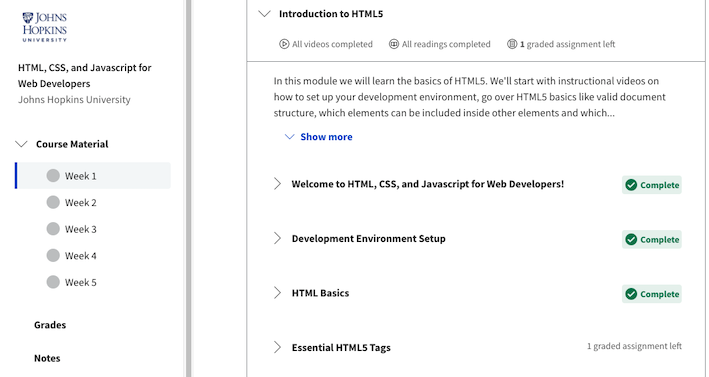 JOHNS
HOPKINS
UNIVERSITY
HTML, CSS, and Javascript for
Web Developers
Johns Hopkins University
Course Material
Week 1
Week 2
Week 3
Week 4
Week 5
Grades
Notes
Introduction to HTML5
All videos completed
All readings completed
1 graded assignment left
In this module we will learn the basics of HTML5. We'll start with instructional videos on
how to set up your development environment, go over HTML5 basics like valid document
structure, which elements can be included inside other elements and which...
Show more
Welcome to HTML, CSS, and Javascript for Web Developers!
Complete
Development Environment Setup
Complete
HTML Basics
Complete
Essential HTML5 Tags
1 graded assignment left